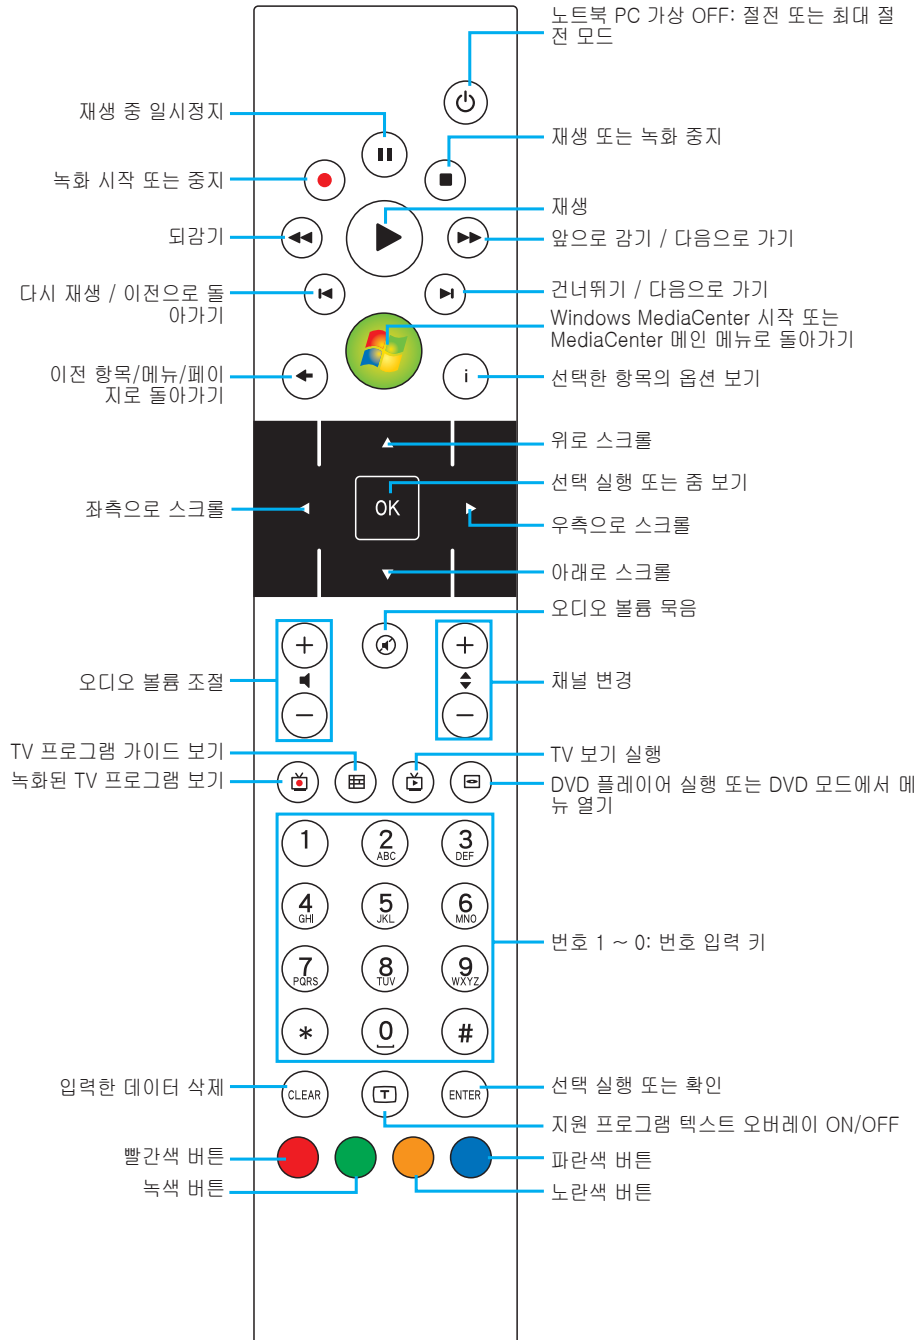 노트북 PC 가상 OFF: 절전 또는 최대 절
전 모드
재생 중 일시정지
재생 또는 녹화 중지
녹화 시작 또는 중지
재생
되감기
앞으로 감기 / 다음으로 가기
다시 재생 / 이전으로 돌
아가기
건너뛰기 / 다음으로 가기
Windows MediaCenter 시작 또는
MediaCenter 메인 메뉴로 돌아가기
이전 항목/메뉴/페이
지로 돌아가기
i
선택한 항목의 옵션 보기
위로 스크롤
선택 실행 또는 줌 보기
좌측으로 스크롤
OK
우측으로 스크롤
아래로 스크롤
오디오 볼륨 묵음
오디오 볼륨 조절
채널 변경
TV 프로그램 가이드 보기
TV 보기 실행
녹화된 TV 프로그램 보기
DVD 플레이어 실행 또는 DVD 모드에서 메
뉴 열기
1
2
ABC
3
DEF
4
GHI
5
JKL
6
MNO
번호 1 ~ 0: 번호 입력 키
7
PQRS
8
TUV
9
WXYZ
*
0
#
입력한 데이터 삭제
CLEAR
T
ENTER
선택 실행 또는 확인
지원 프로그램 텍스트 오버레이 ON/OFF
빨간색 버튼
파란색 버튼
녹색 버튼
노란색 버튼